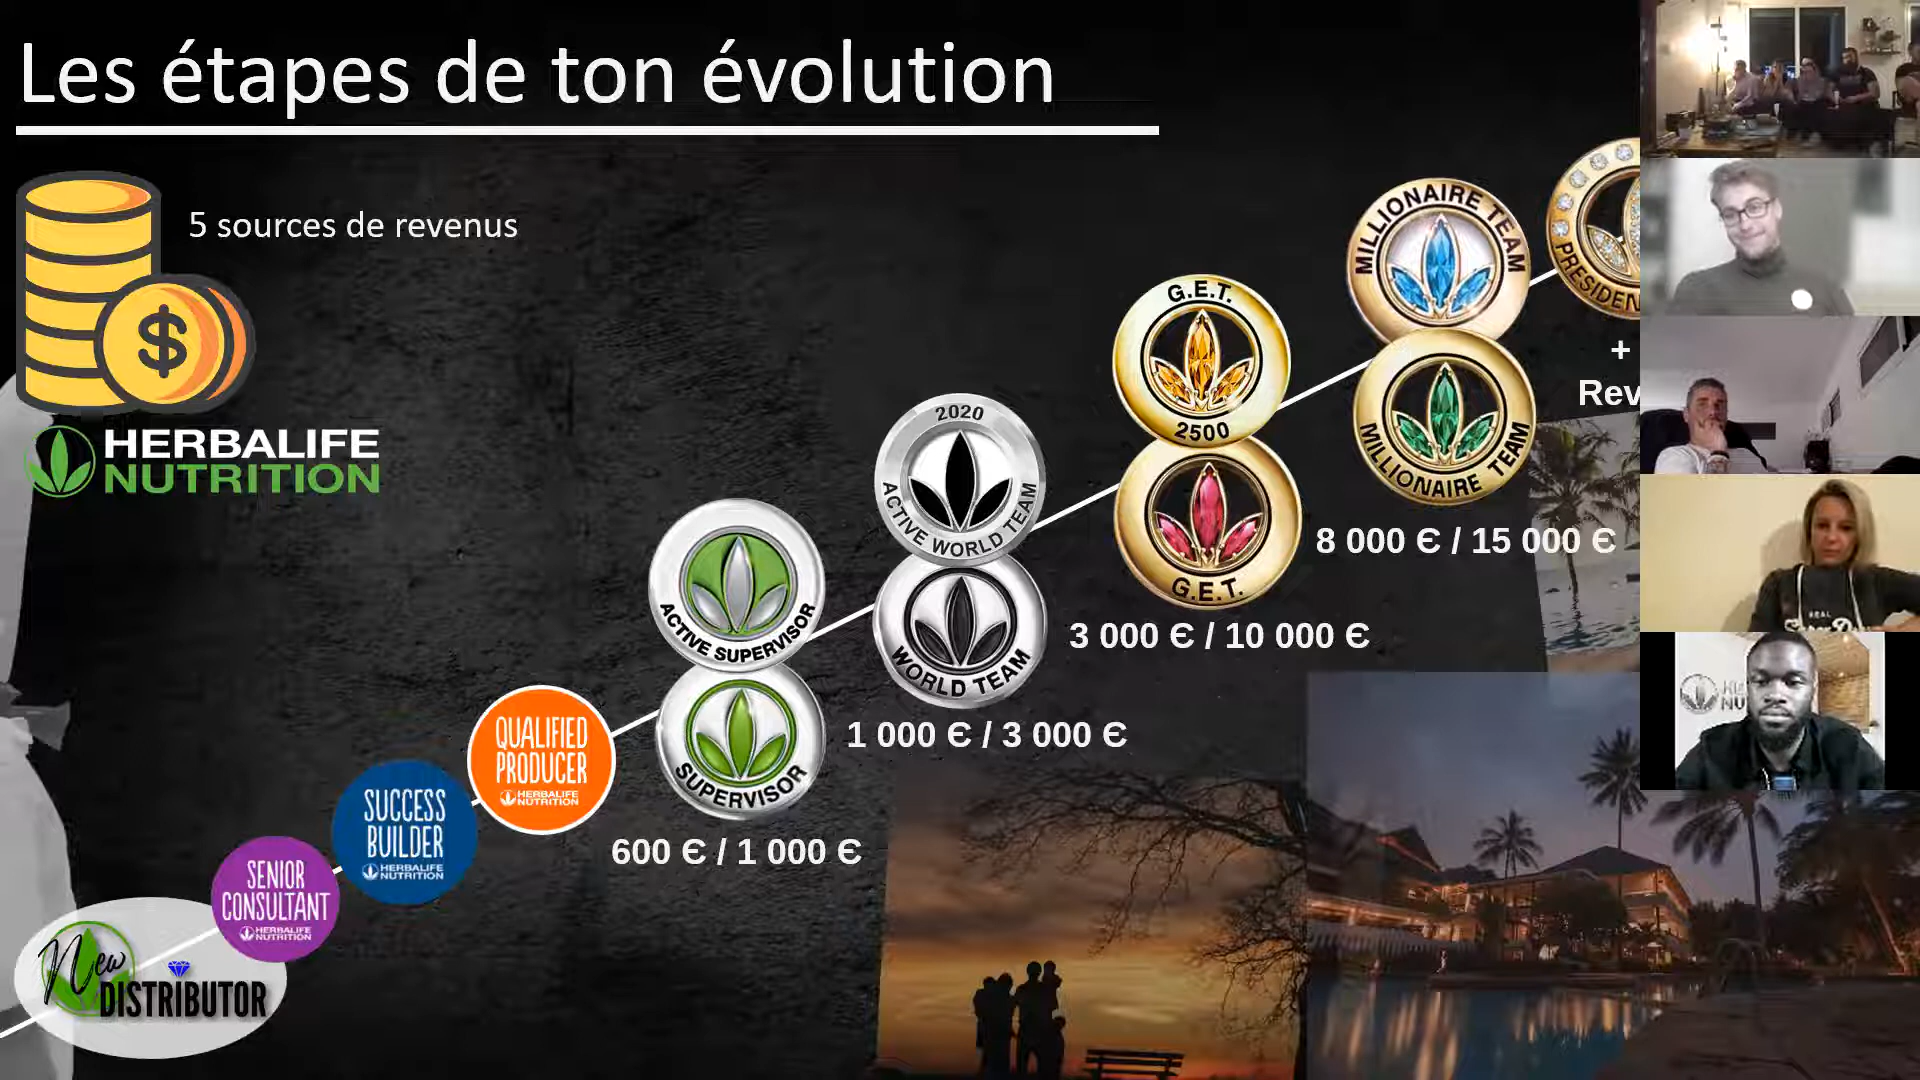 Les étapes de ton évolution
5 sources de revenus
$
HERBALIFE
NUTRITION
New
DISTRIBUTOR
SENIOR
CONSULTANT
HERBALIFE
NUTRITION
SUCCESS
BUILDER
HERBALIFE
NUTRITION
QUALIFIED
PRODUCER
HERBALIFE
NUTRITION
ACTIVE SUPERVISOR
SUPERVISOR
600 € / 1 000 €
2020
ACTIVE WORLD TEAM
WORLD TEAM
1 000 € / 3 000 €
G.E.T.
2500
G.E.T.
3 000 € / 10 000 €
MILLIONAIRE TEAM
MILLIONAIRE TEAM
8 000 € / 15 000 €
PRESIDEN
+
Rev